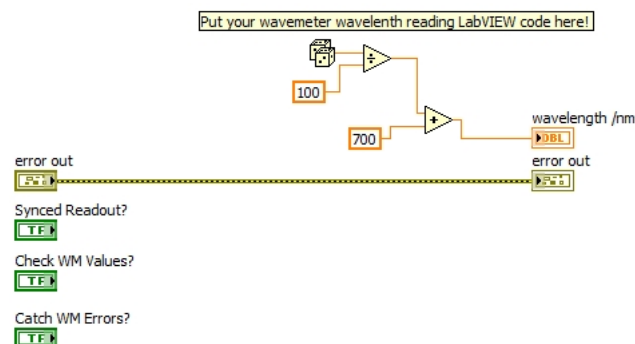 Put your wavemeter wavelenth reading LabVIEW code here!
100
700
wavelength /nm
DBL
error out
error out
Synced Readout?
TF
Check WM Values?
TF
Catch WM Errors?
TF